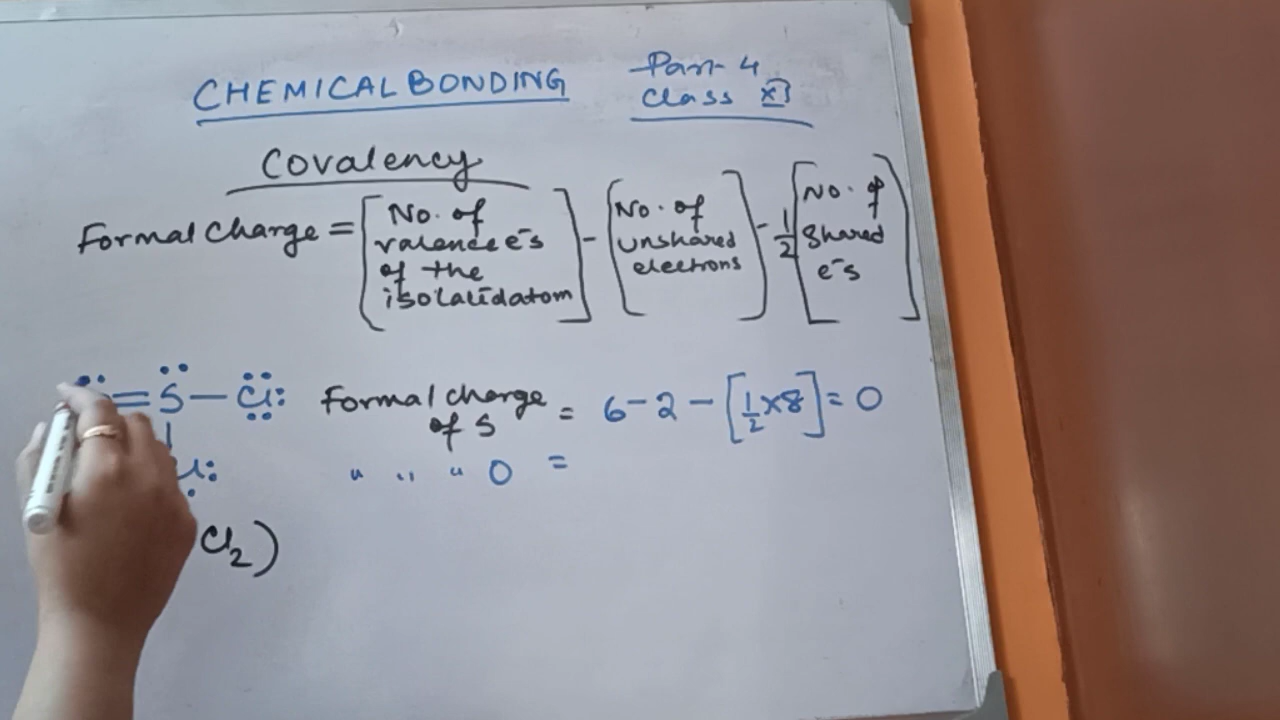 CHEMICAL BONDING Part 4
Class XI
Covalency
Formal Charge = [No. of valence e⁻s of the isolated atom] - [No. of unshared electrons] - 1/2 [No. of shared e⁻s]
=S—Cl Formal charge of S = 6-2-[1/2×8]=0
" " " O =
Cl₂)